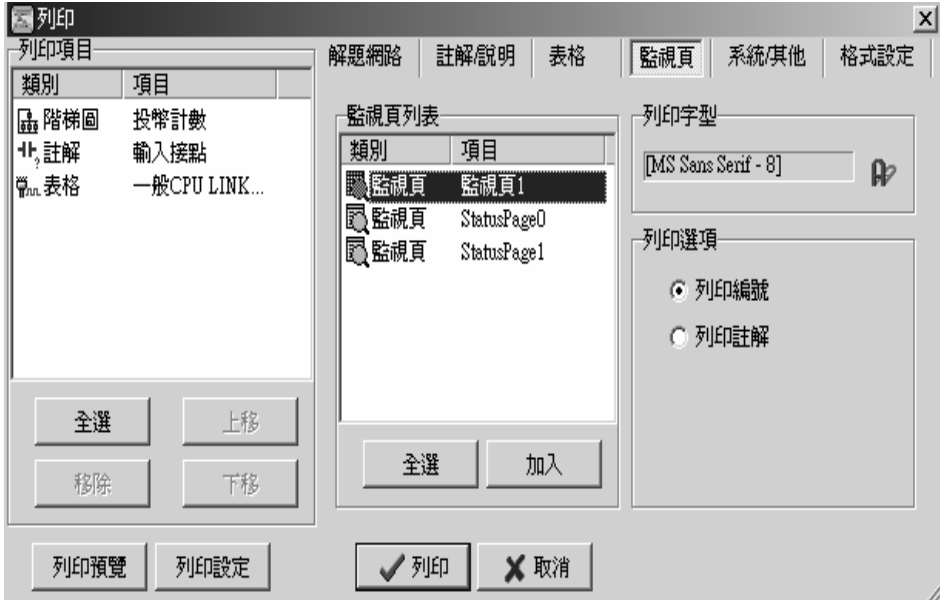 列印
列印項目
類別 項目
階梯圖 投幣計數
註解 輸入接點
表格 一般CPU LINK...
全選 上移
移除 下移
列印預覽 列印設定
解題網路 註解/說明 表格 監視頁 系統/其他 格式設定
監視頁列表
類別 項目
監視頁 監視頁1
監視頁 StatusPage0
監視頁 StatusPage1
全選 加入
列印字型
[MS Sans Serif - 8]
列印選項
列印編號
列印註解
列印 取消